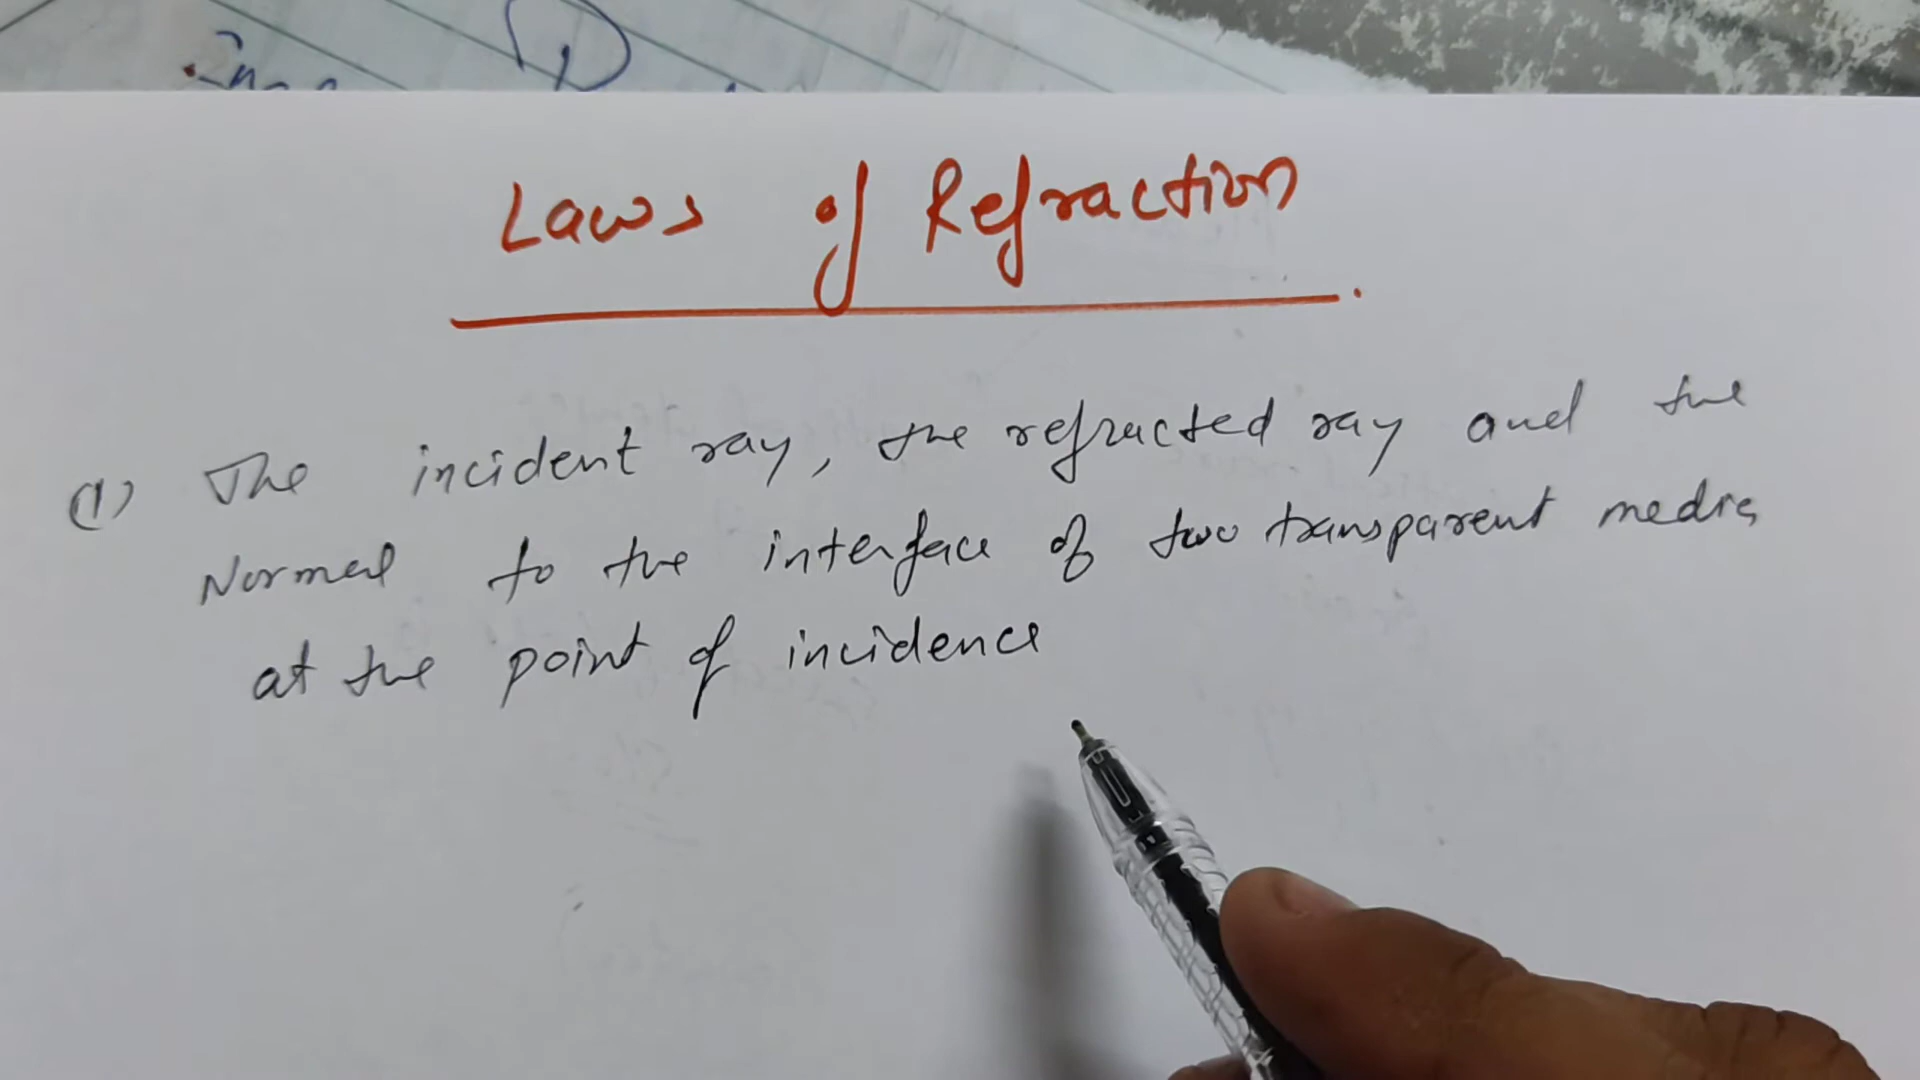 Laws of Refraction
(1) The incident ray, the refracted ray and the
Normal to the interface of two transparent media
at the point of incidence